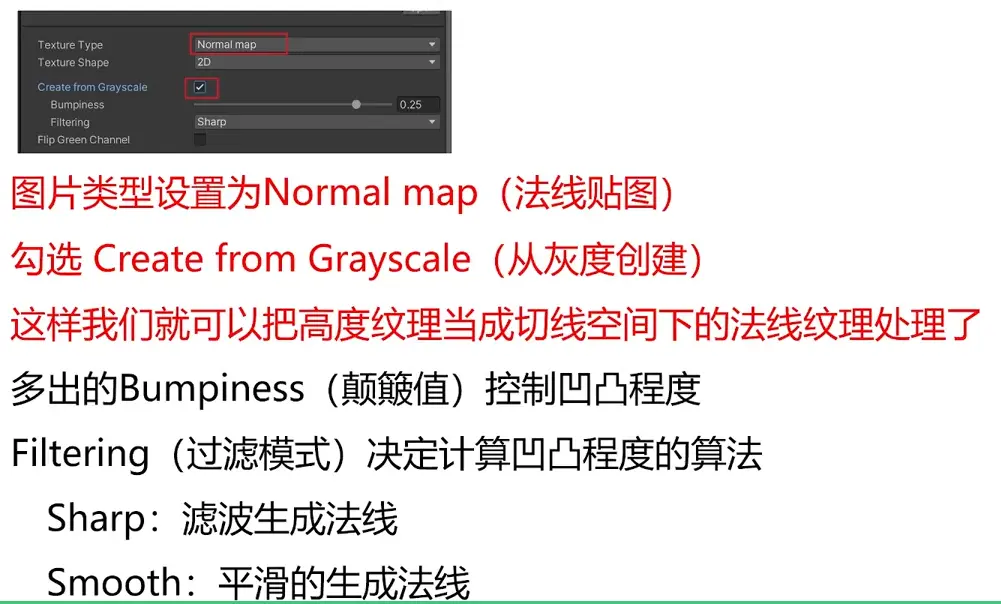 Texture Type Normal map
Texture Shape 2D
Create from Grayscale
Bumpiness 0.25
Filtering Sharp
Flip Green Channel
图片类型设置为Normal map（法线贴图）
勾选 Create from Grayscale（从灰度创建）
这样我们就可以把高度纹理当成切线空间下的法线纹理处理了
多出的Bumpiness（颠簸值）控制凹凸程度
Filtering（过滤模式）决定计算凹凸程度的算法
Sharp：滤波生成法线
Smooth：平滑的生成法线